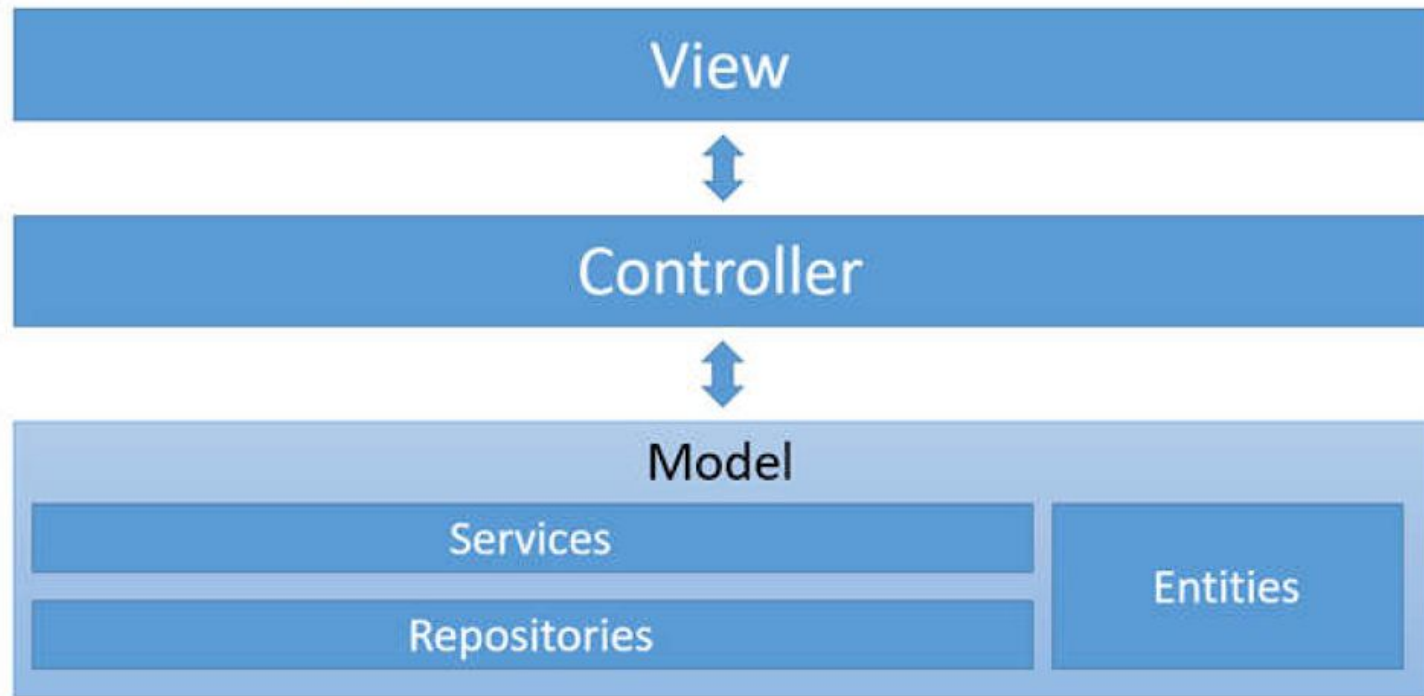 View
Controller
Model
Services
Entities
Repositories